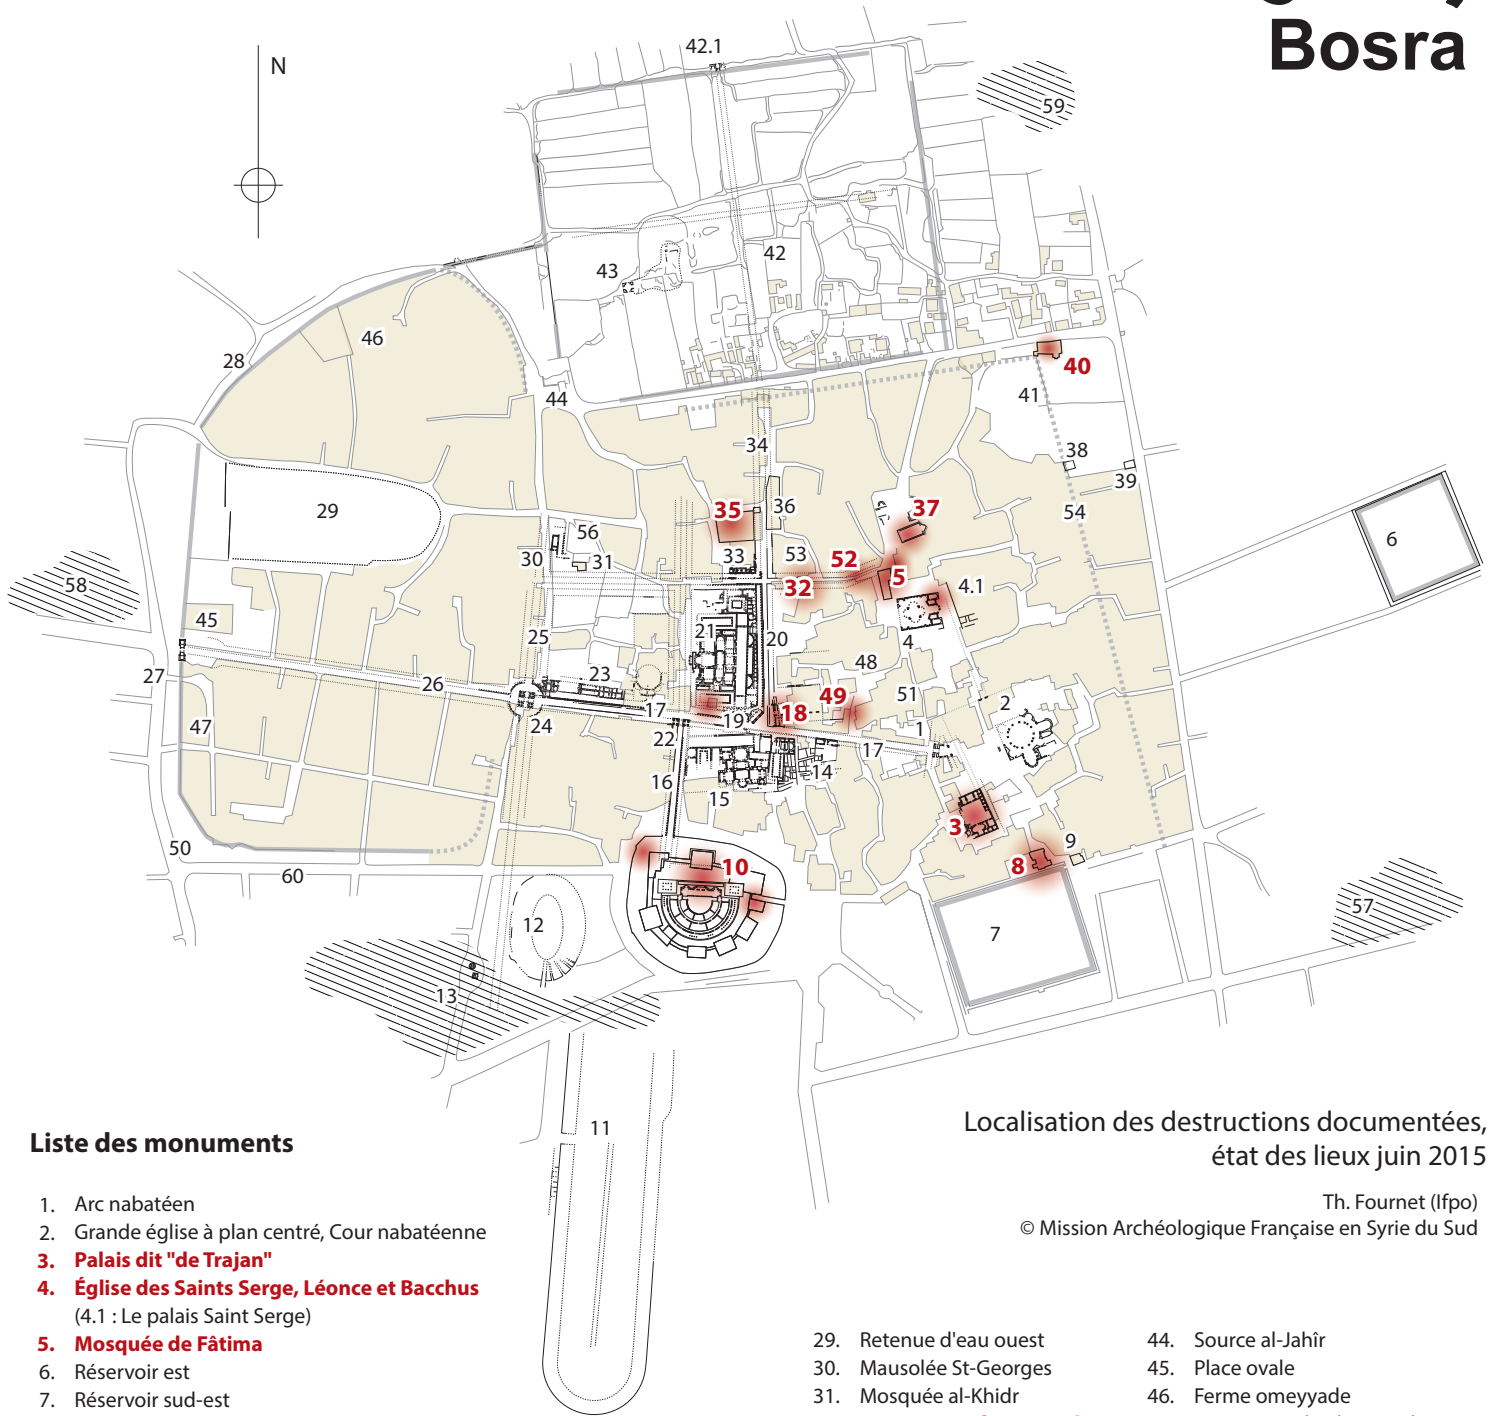 Bosra
N
42.1
59
43
42
46
28
40
41
44
34
38
39
29
35
36
37
54
6
56
30
31
33
53
52
32
5
4.1
58
45
25
21
20
4
48
27
26
23
17
49
51
2
18
19
1
47
24
22
17
14
16
15
3
50
60
10
8
9
12
7
57
13
11
Liste des monuments
1. Arc nabatéen
2. Grande église à plan centré, Cour nabatéenne
3. Palais dit "de Trajan"
4. Église des Saints Serge, Léonce et Bacchus
(4.1 : Le palais Saint Serge)
5. Mosquée de Fâtima
6. Réservoir est
7. Réservoir sud-est
Localisation des destructions documentées,
état des lieux juin 2015
Th. Fournet (Ifpo)
© Mission Archéologique Française en Syrie du Sud
29. Retenue d'eau ouest
30. Mausolée St-Georges
31. Mosquée al-Khidr
44. Source al-Jahîr
45. Place ovale
46. Ferme omeyyade